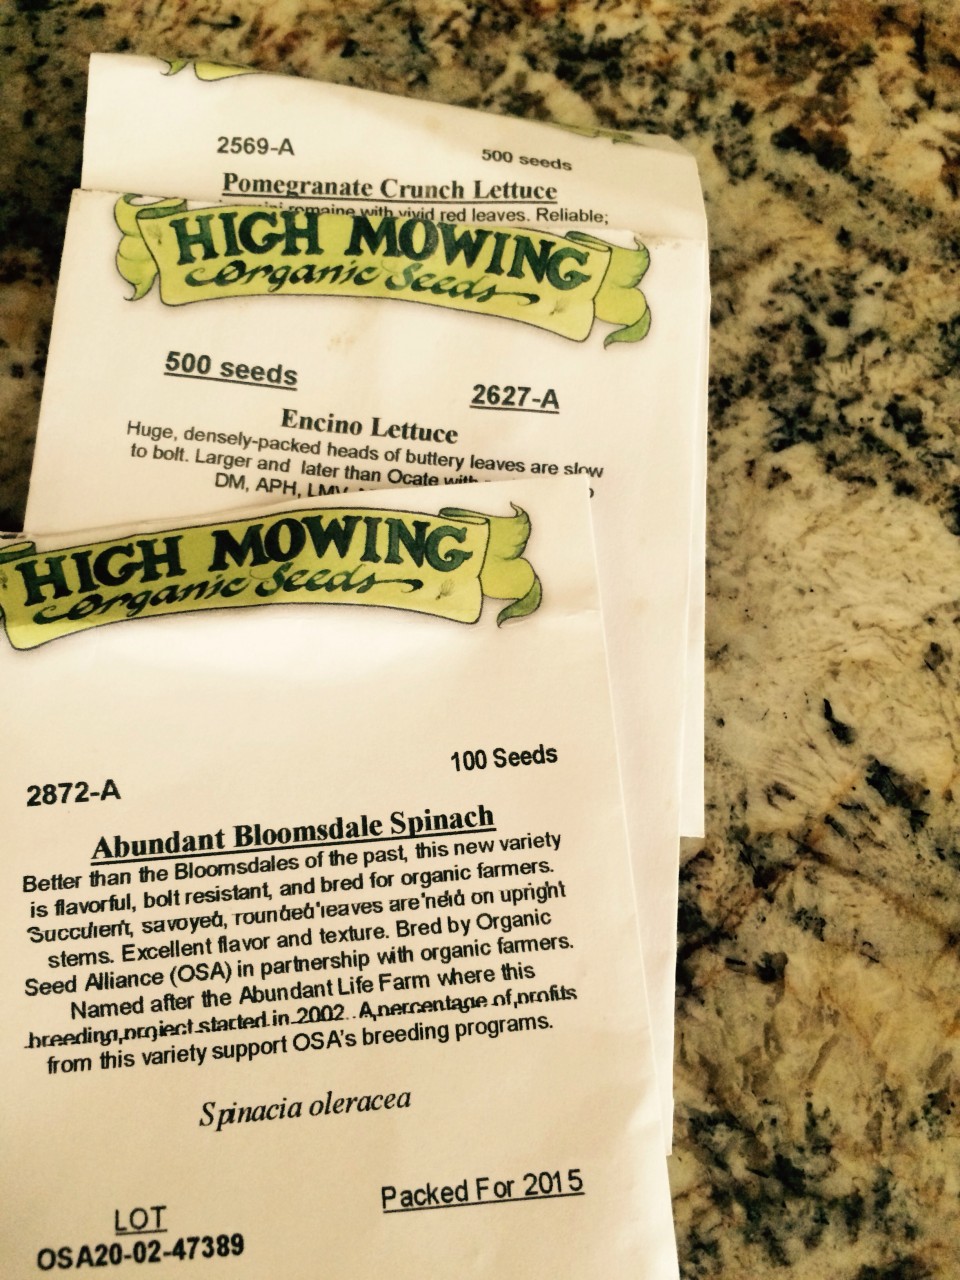 2569-A
500 seeds
Pomegranate Crunch Lettuce
mini romaine with vivid red leaves. Reliable;
HIGH MOWING
Organic Seeds
500 seeds
2627-A
Encino Lettuce
Huge, densely-packed heads of buttery leaves are slow
to bolt. Larger and later than Ocate with
DM, APH, LMV
HIGH MOWING
Organic Seeds
2872-A
100 Seeds
Abundant Bloomsdale Spinach
Better than the Bloomsdales of the past, this new variety
is flavorful, bolt resistant, and bred for organic farmers.
Succulent, savoyed, rounded leaves are held on upright
stems. Excellent flavor and texture. Bred by Organic
Seed Alliance (OSA) in partnership with organic farmers.
Named after the Abundant Life Farm where this
breeding project started in 2002. A percentage of profits
from this variety support OSA's breeding programs.
Spinacia oleracea
Packed For 2015
LOT
OSA20-02-47389